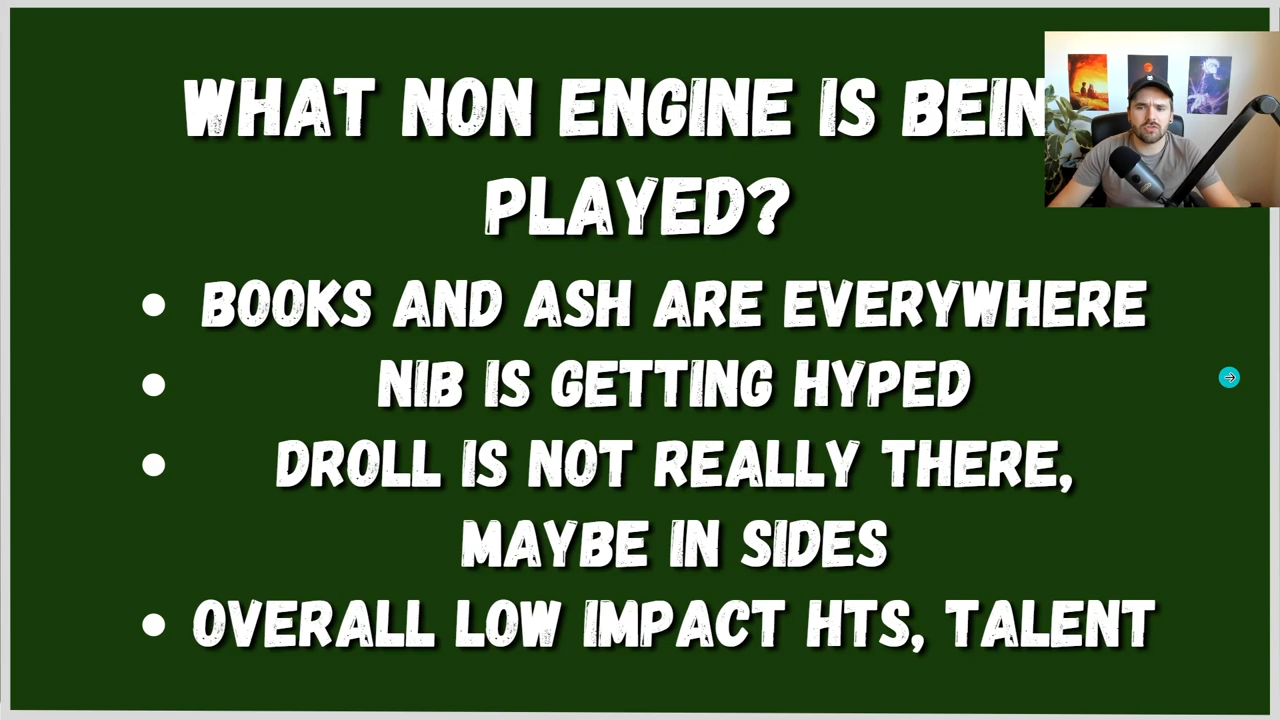 WHAT NON ENGINE IS BEIN
PLAYED?
• BOOKS AND ASH ARE EVERYWHERE
• NIB IS GETTING HYPED
• DROLL IS NOT REALLY THERE,
MAYBE IN SIDES
• OVERALL LOW IMPACT HTS, TALENT